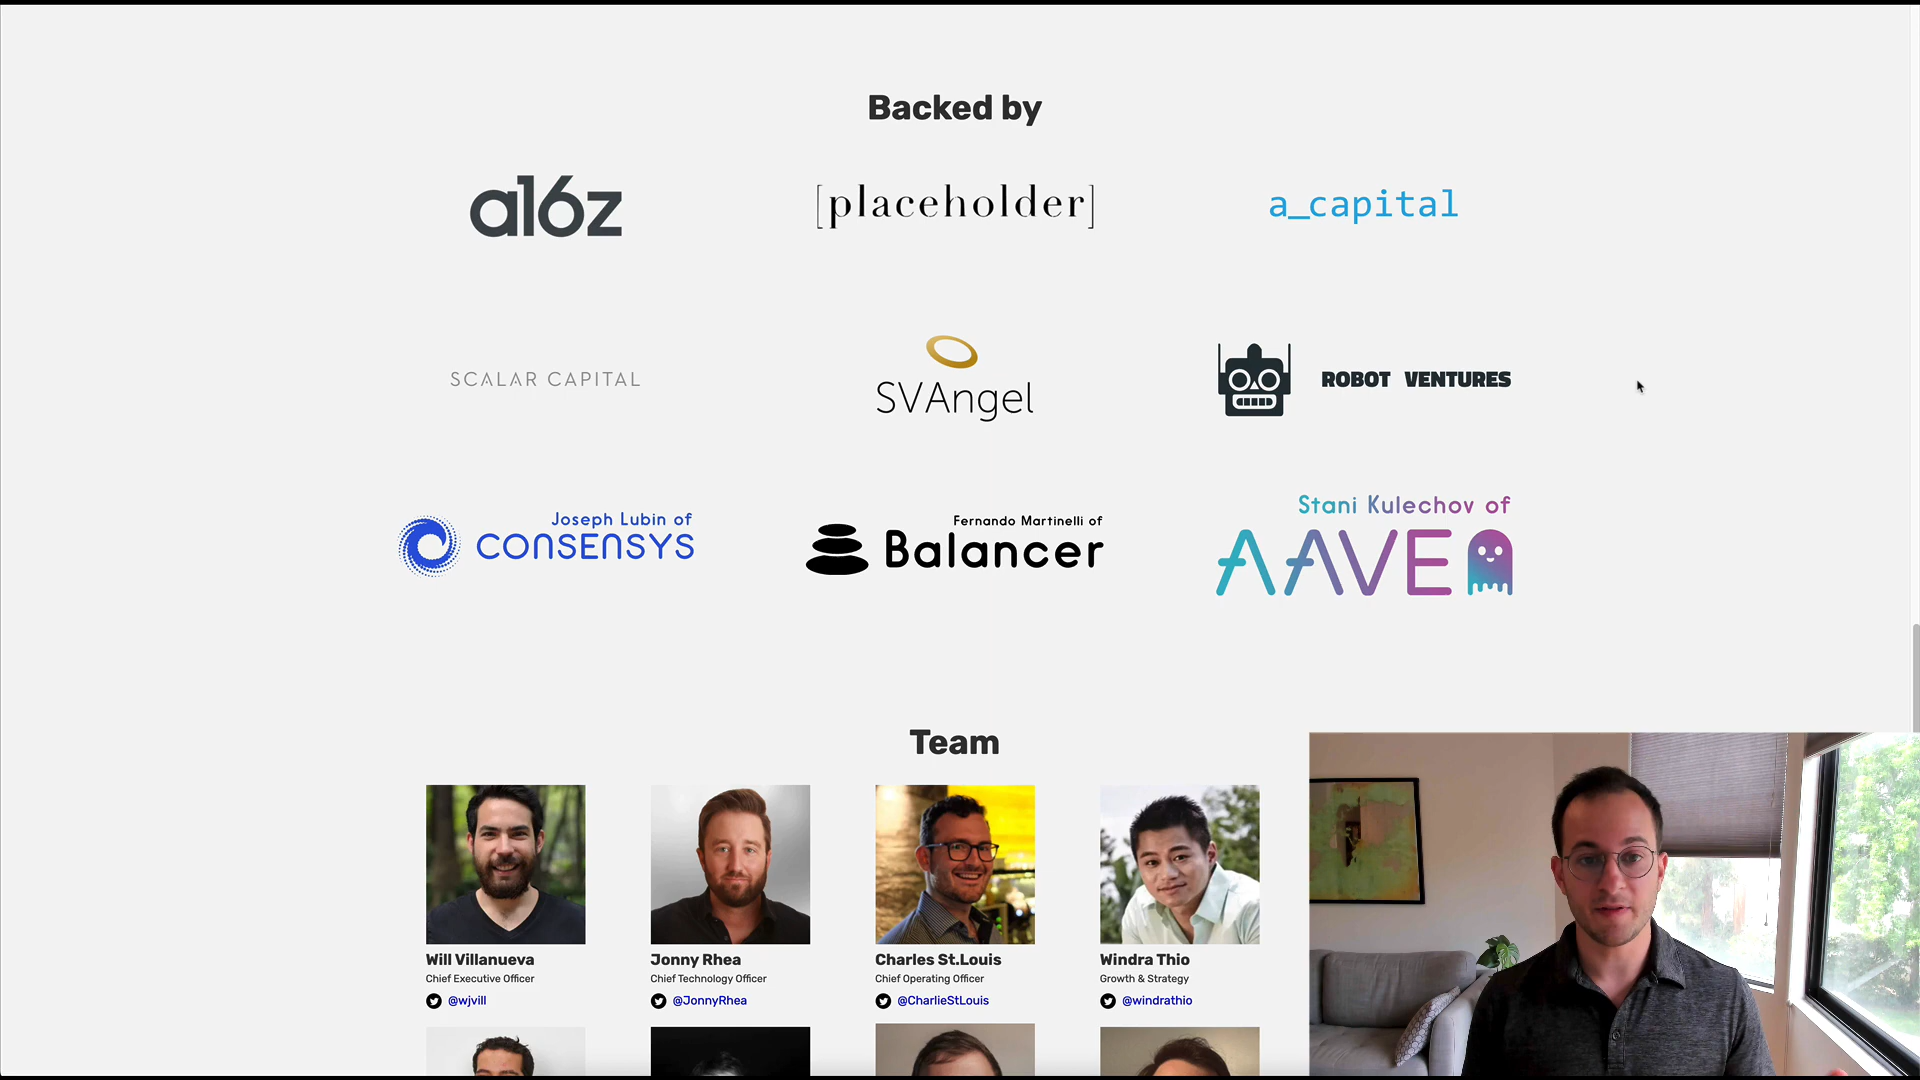 Backed by
a16z
[placeholder]
a_capital
SCALAR CAPITAL
SVAngel
ROBOT VENTURES
Joseph Lubin of
CONSENSYS
Fernando Martinelli of
Balancer
Stani Kulechov of
AAVE
Team
Will Villanueva
Chief Executive Officer
@wjvill
Jonny Rhea
Chief Technology Officer
@JonnyRhea
Charles St.Louis
Chief Operating Officer
@CharlieStLouis
Windra Thio
Growth & Strategy
@windrathio